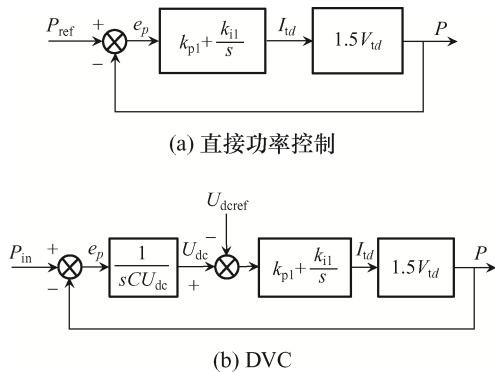 P_ref + e_p k_p1 + k_i1/s I_td 1.5V_td P
−
(a) 直接功率控制
U_dcref
P_in + e_p 1/sCU_dc U_dc − + k_p1 + k_i1/s I_td 1.5V_td P
−
(b) DVC